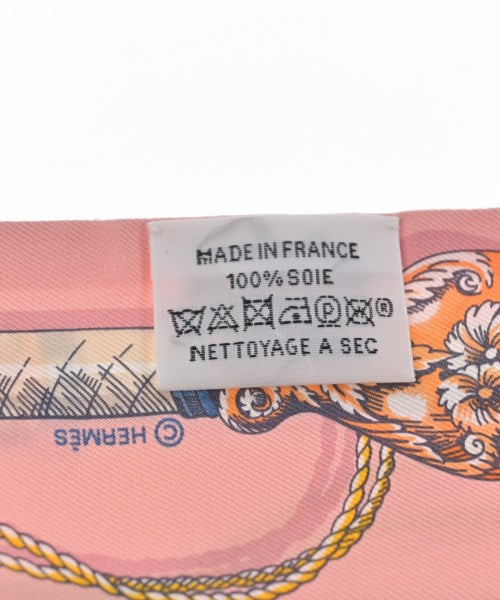 MADE IN FRANCE
100% SOIE
P ®
NETTOYAGE A SEC
© HERMÈS